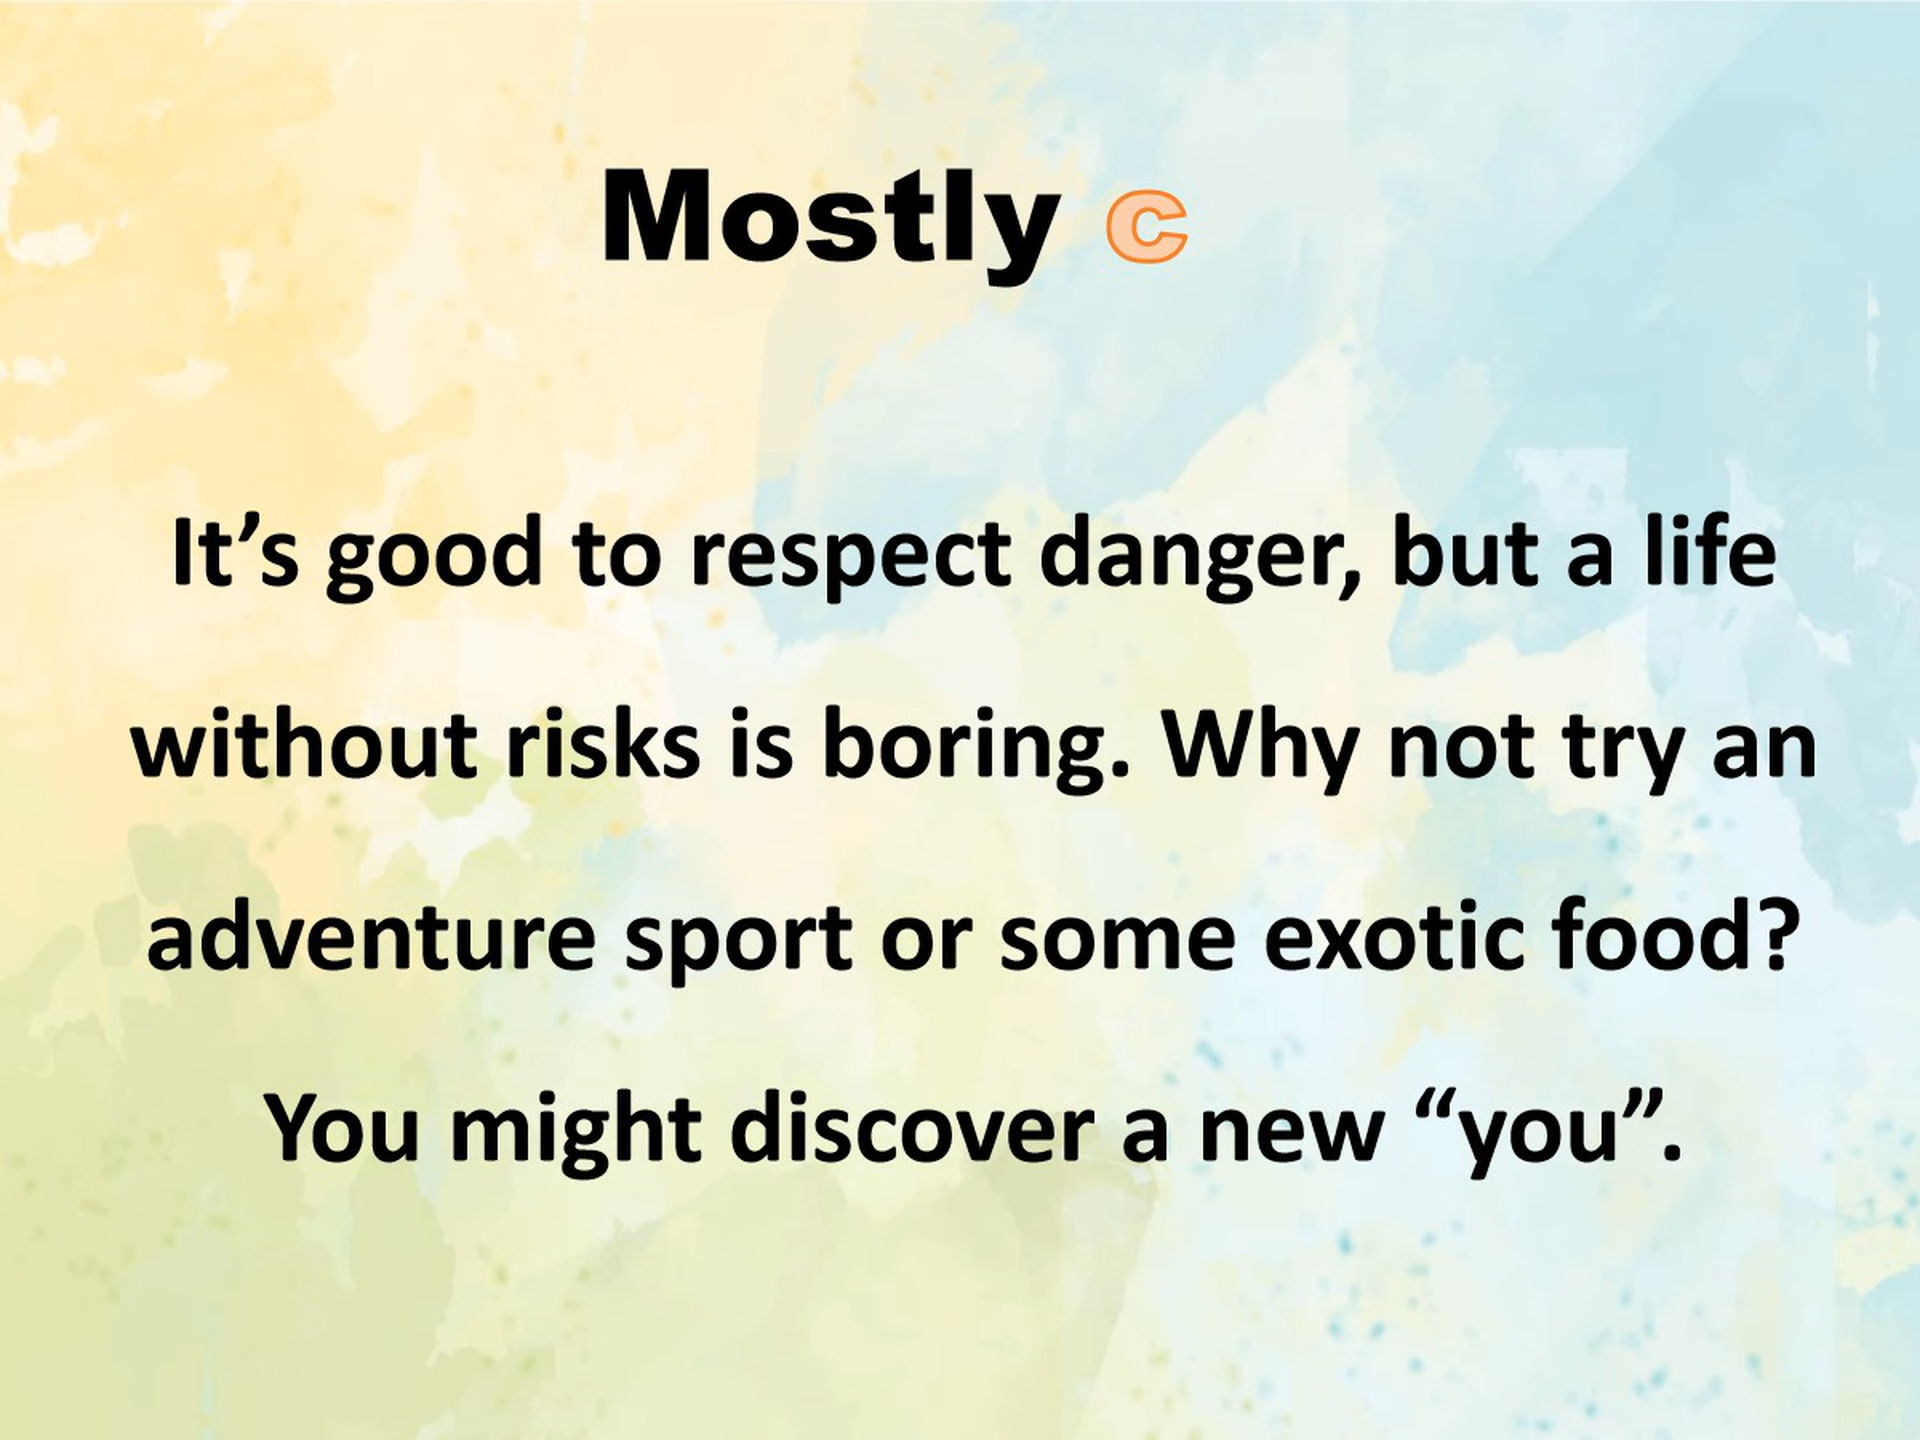 Mostly c
It’s good to respect danger, but a life
without risks is boring. Why not try an
adventure sport or some exotic food?
You might discover a new “you”.